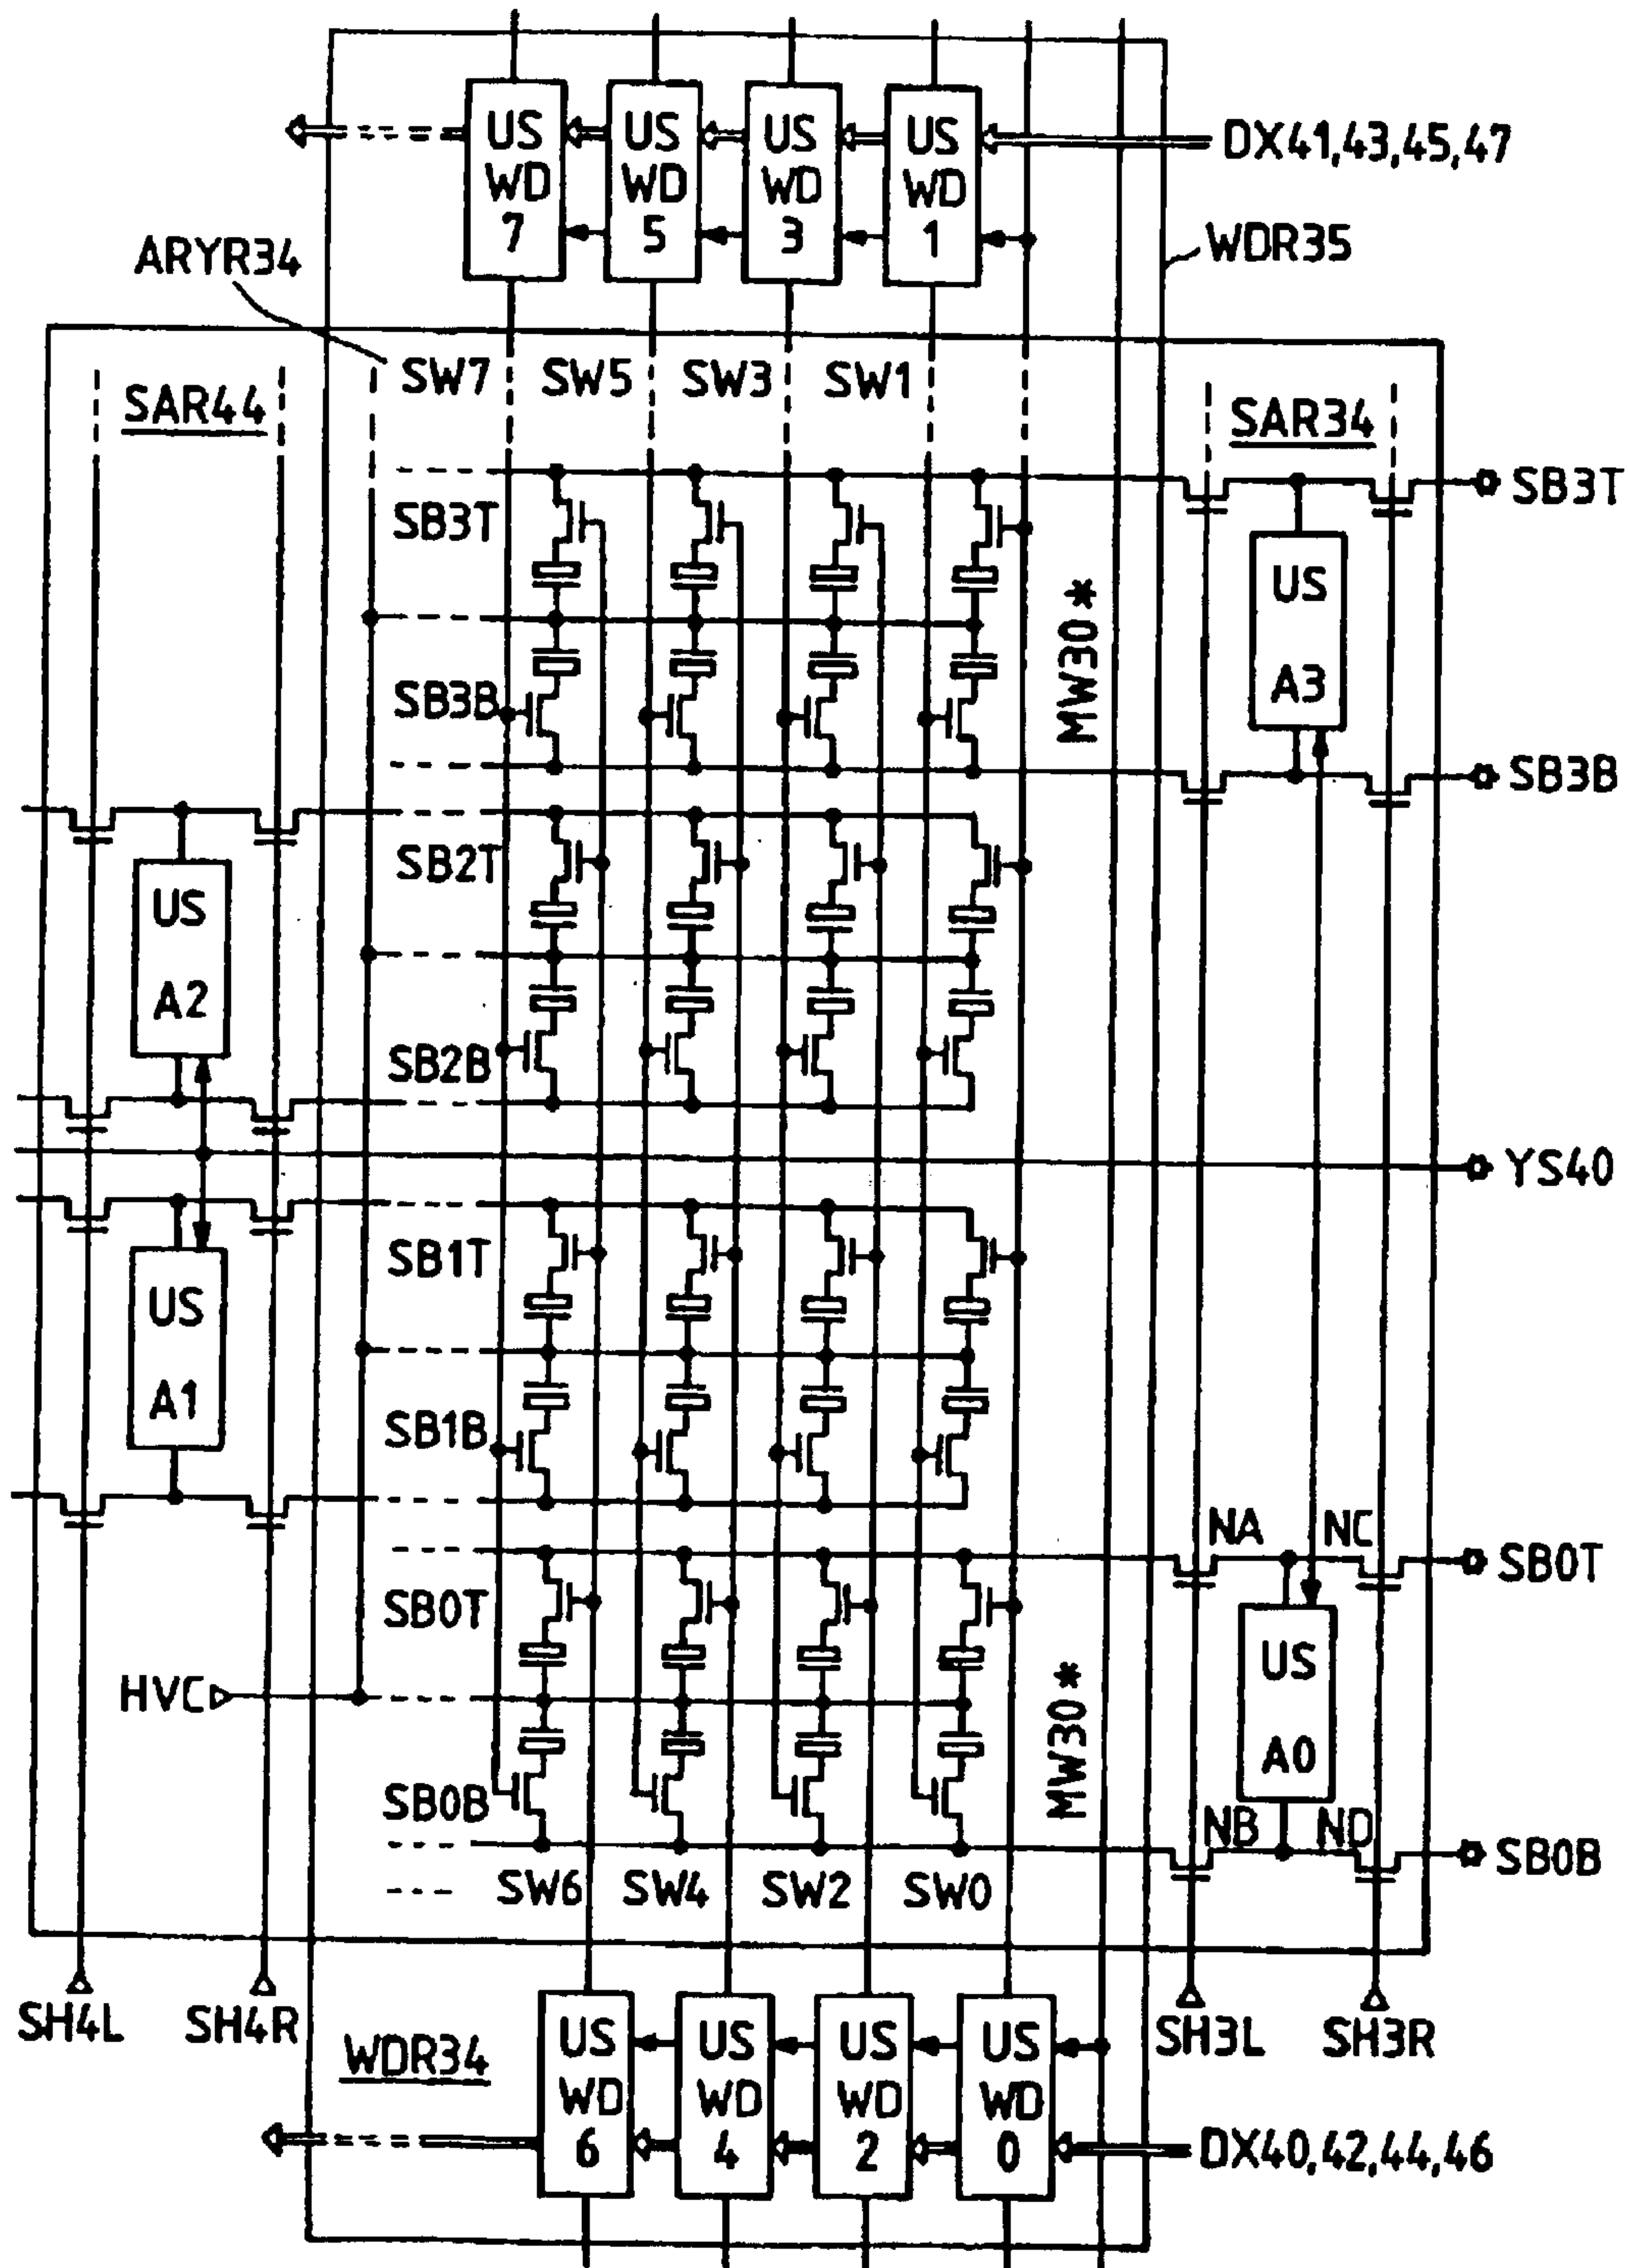 US WD 7
US WD 5
US WD 3
US WD 1
DX41,43,45,47
ARYR34
WDR35
SW7
SW5
SW3
SW1
SAR44
SAR34
SB3T
SB3T
US A3
MW30*
SB3B
SB3B
SB2T
US A2
SB2B
YS40
SB1T
US A1
SB1B
NA
NC
SB0T
SB0T
US A0
HVC
MW30*
SB0B
NB
ND
SB0B
SW6
SW4
SW2
SW0
SH4L
SH4R
SH3L
SH3R
WDR34
US WD 6
US WD 4
US WD 2
US WD 0
DX40,42,44,46